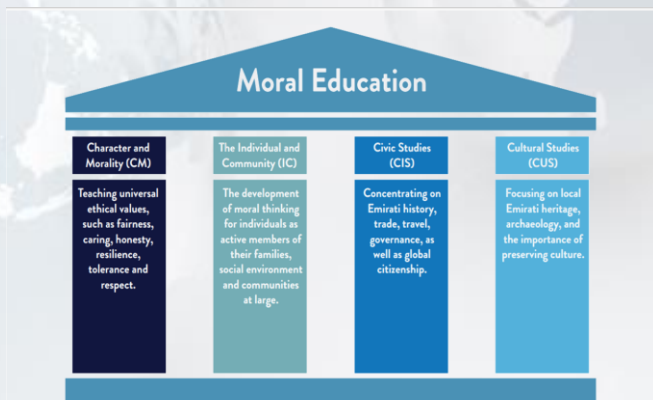 Moral Education
Character and
Morality (CM)
Teaching universal
ethical values,
such as fairness,
caring, honesty,
resilience,
tolerance and
respect.
The Individual and
Community (IC)
The development
of moral thinking
for individuals as
active members of
their families,
social environment
and communities
at large.
Civic Studies
(CIS)
Concentrating on
Emirati history,
trade, travel,
governance, as
well as global
citizenship.
Cultural Studies
(CUS)
Focusing on local
Emirati heritage,
archaeology, and
the importance of
preserving culture.